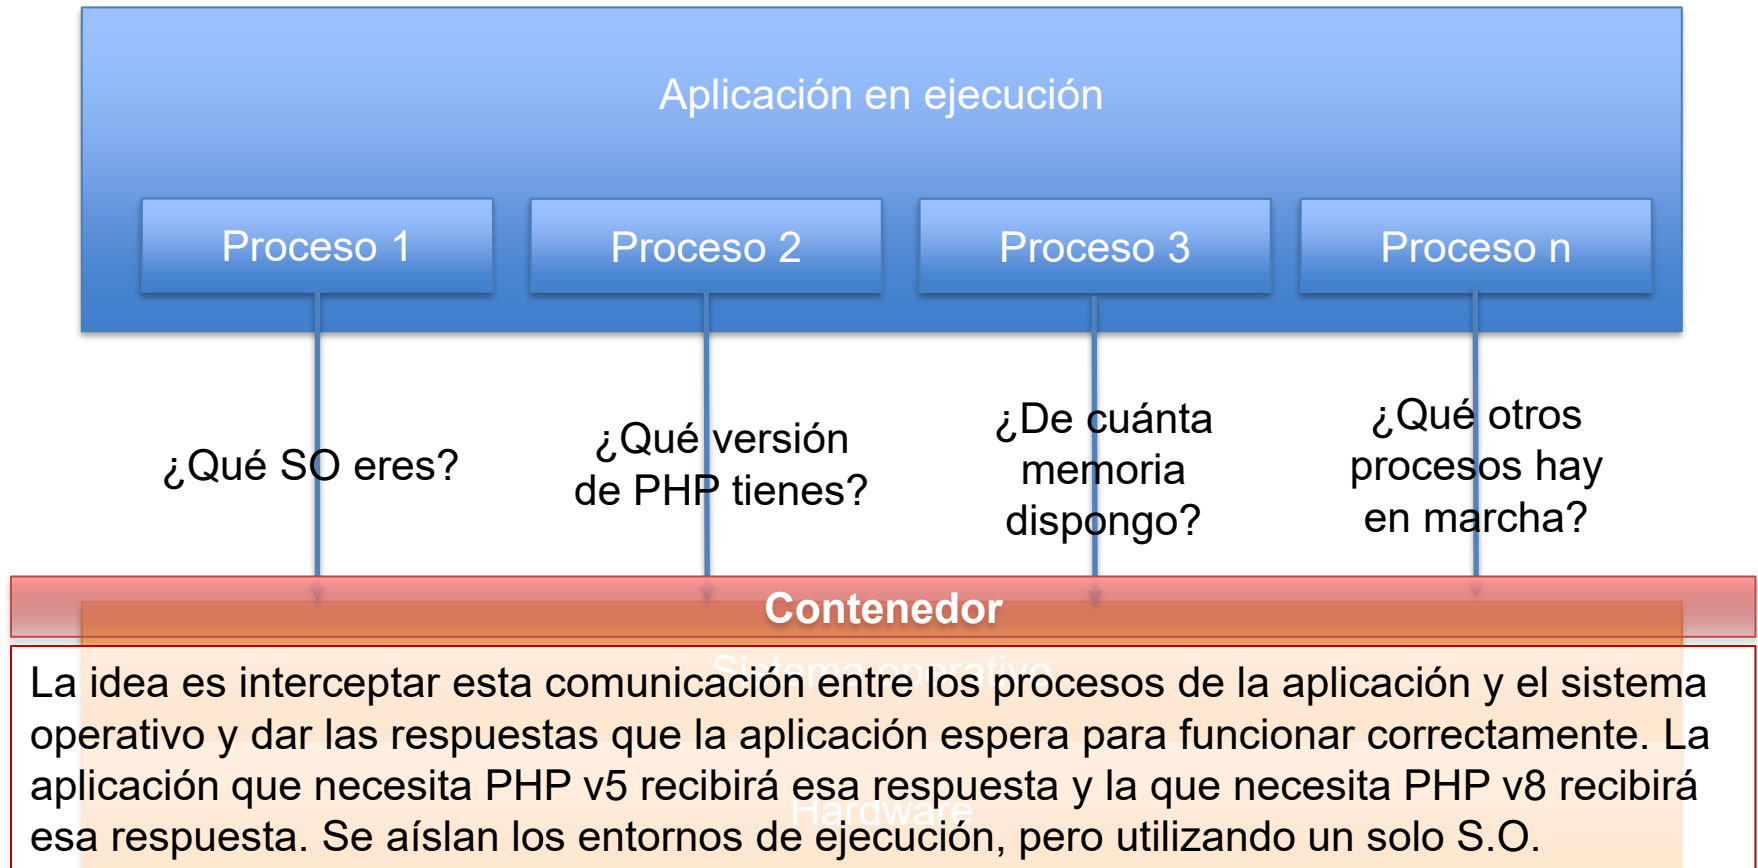 Aplicación en ejecución
Proceso 1
Proceso 2
Proceso 3
Proceso n
¿Qué SO eres?
¿Qué versión
de PHP tienes?
¿De cuánta
memoria
dispongo?
¿Qué otros
procesos hay
en marcha?
Contenedor
Sistema operativo
La idea es interceptar esta comunicación entre los procesos de la aplicación y el sistema
operativo y dar las respuestas que la aplicación espera para funcionar correctamente. La
aplicación que necesita PHP v5 recibirá esa respuesta y la que necesita PHP v8 recibirá
Hardware
esa respuesta. Se aíslan los entornos de ejecución, pero utilizando un solo S.O.